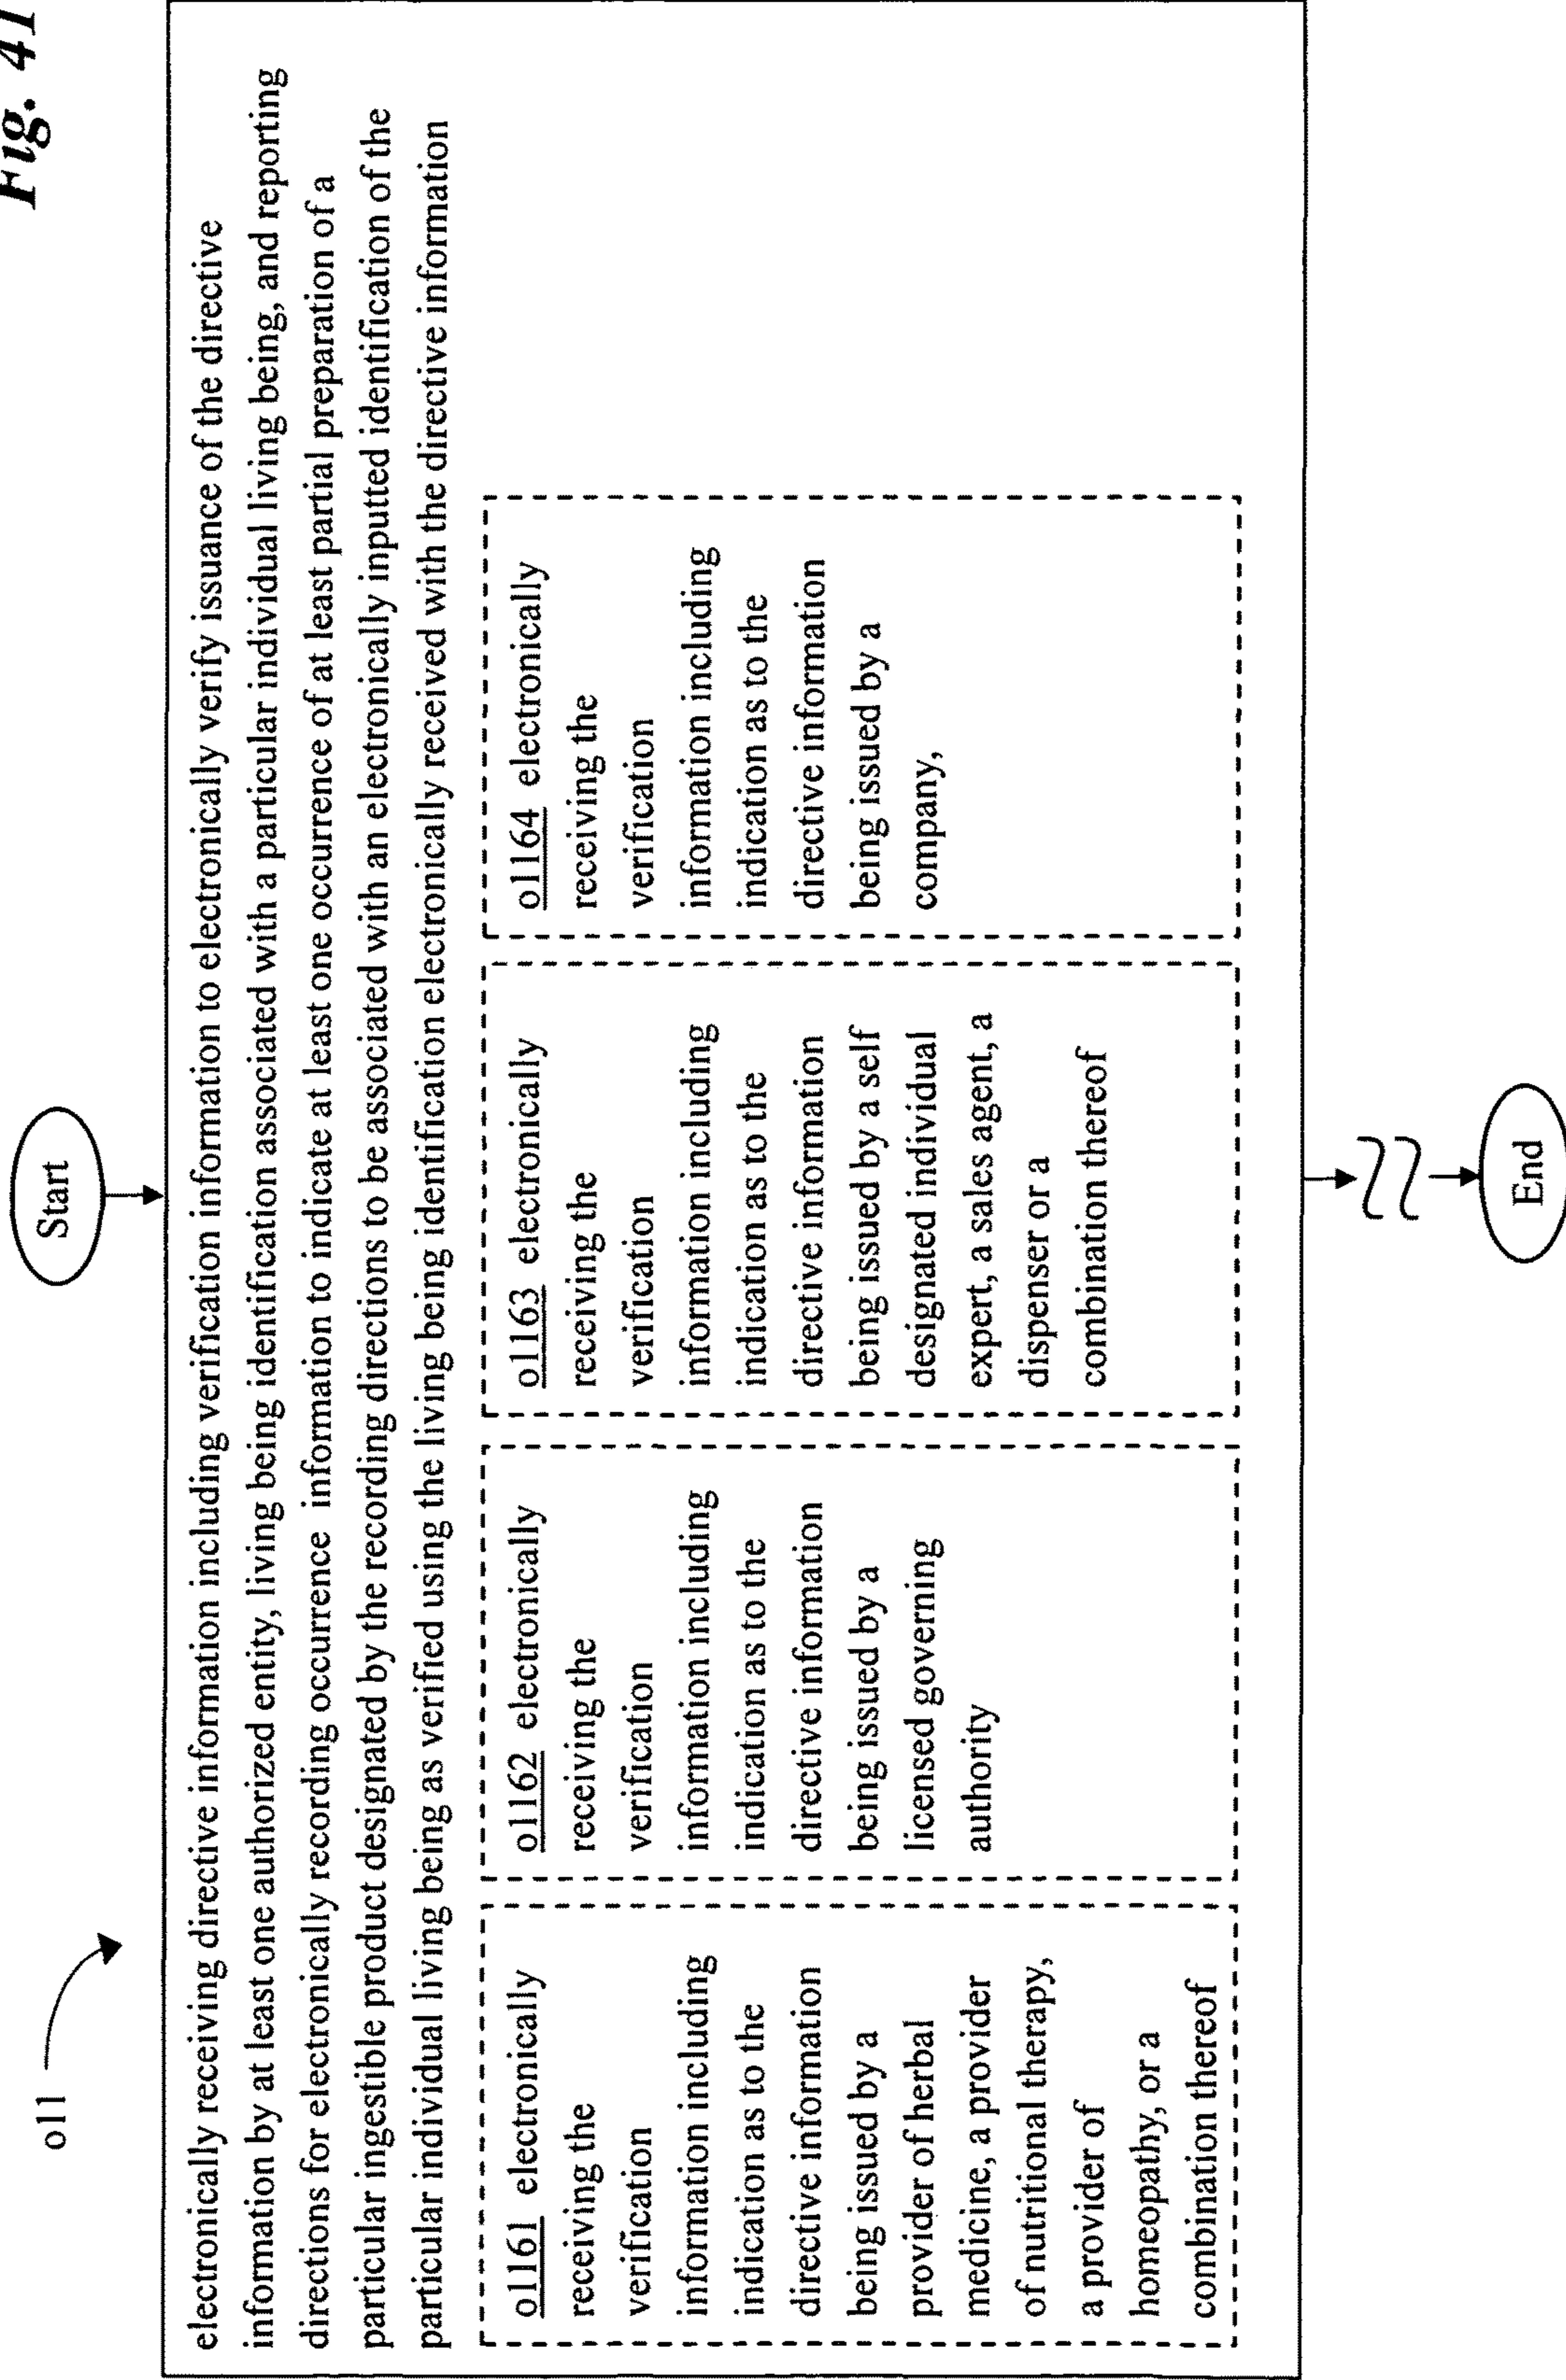 Fig. 41
o11
Start
electronically receiving directive information including verification information to electronically verify issuance of the directive
information by at least one authorized entity, living being identification associated with a particular individual living being, and reporting
directions for electronically recording occurrence information to indicate at least one occurrence of at least partial preparation of a
particular ingestible product designated by the recording directions to be associated with an electronically inputted identification of the
particular individual living being as verified using the living being identification electronically received with the directive information
o1161 electronically
receiving the
verification
information including
indication as to the
directive information
being issued by a
provider of herbal
medicine, a provider
of nutritional therapy,
a provider of
homeopathy, or a
combination thereof
o1162 electronically
receiving the
verification
information including
indication as to the
directive information
being issued by a
licensed governing
authority
o1163 electronically
receiving the
verification
information including
indication as to the
directive information
being issued by a self
designated individual
expert, a sales agent, a
dispenser or a
combination thereof
o1164 electronically
receiving the
verification
information including
indication as to the
directive information
being issued by a
company,
End